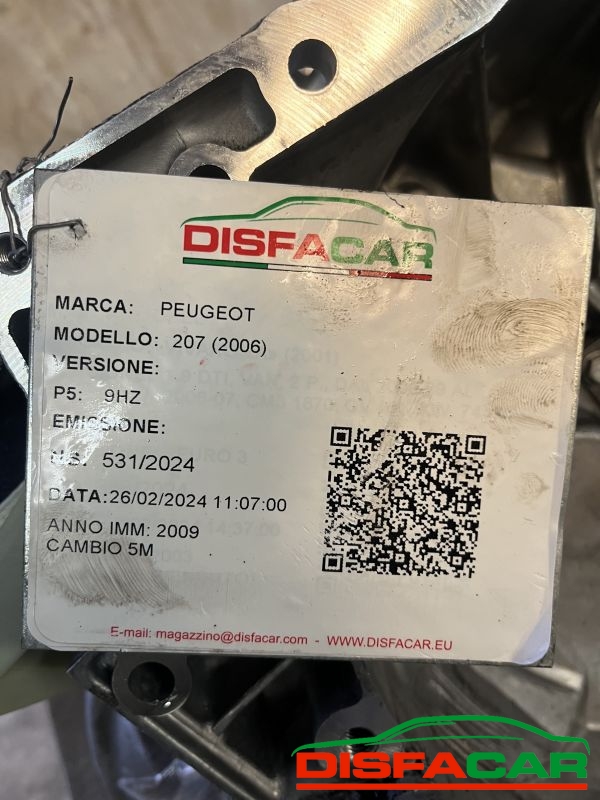 DISFACAR
MARCA: PEUGEOT
MODELLO: 207 (2006)
VERSIONE:
P5: 9HZ
EMISSIONE:
N.S: 531/2024
DATA:26/02/2024 11:07:00
ANNO IMM: 2009
CAMBIO 5M
E-mail: magazzino@disfacar.com - WWW.DISFACAR.EU
DISFACAR